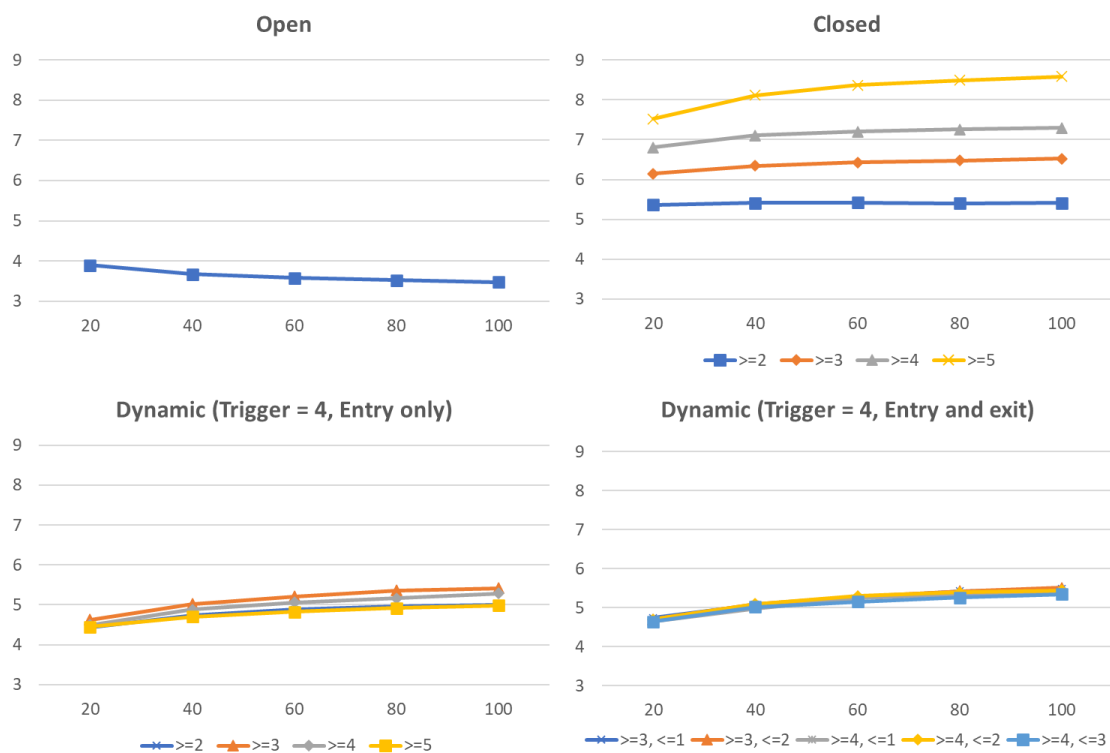 Open
9
8
7
6
5
4
3
20 40 60 80 100
Closed
9
8
7
6
5
4
3
20 40 60 80 100
>=2 >=3 >=4 >=5
Dynamic (Trigger = 4, Entry only)
9
8
7
6
5
4
3
20 40 60 80 100
>=2 >=3 >=4 >=5
Dynamic (Trigger = 4, Entry and exit)
9
8
7
6
5
4
3
20 40 60 80 100
>=3, <=1 >=3, <=2 >=4, <=1 >=4, <=2 >=4, <=3